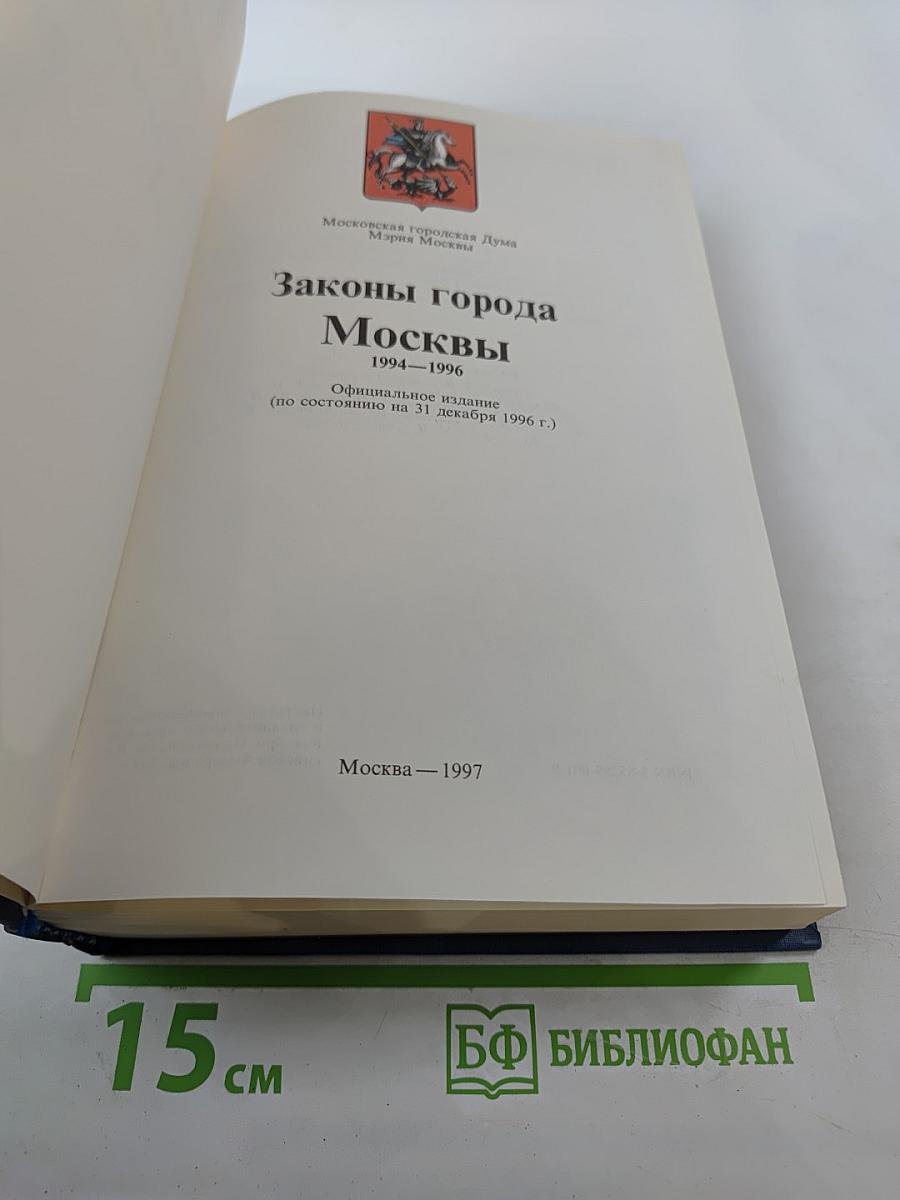 Московская городская Дума
Мэрия Москвы
Законы города
Москвы
1994—1996
Официальное издание
(по состоянию на 31 декабря 1996 г.)
Москва — 1997
15 см
БФ БИБЛИОФАН